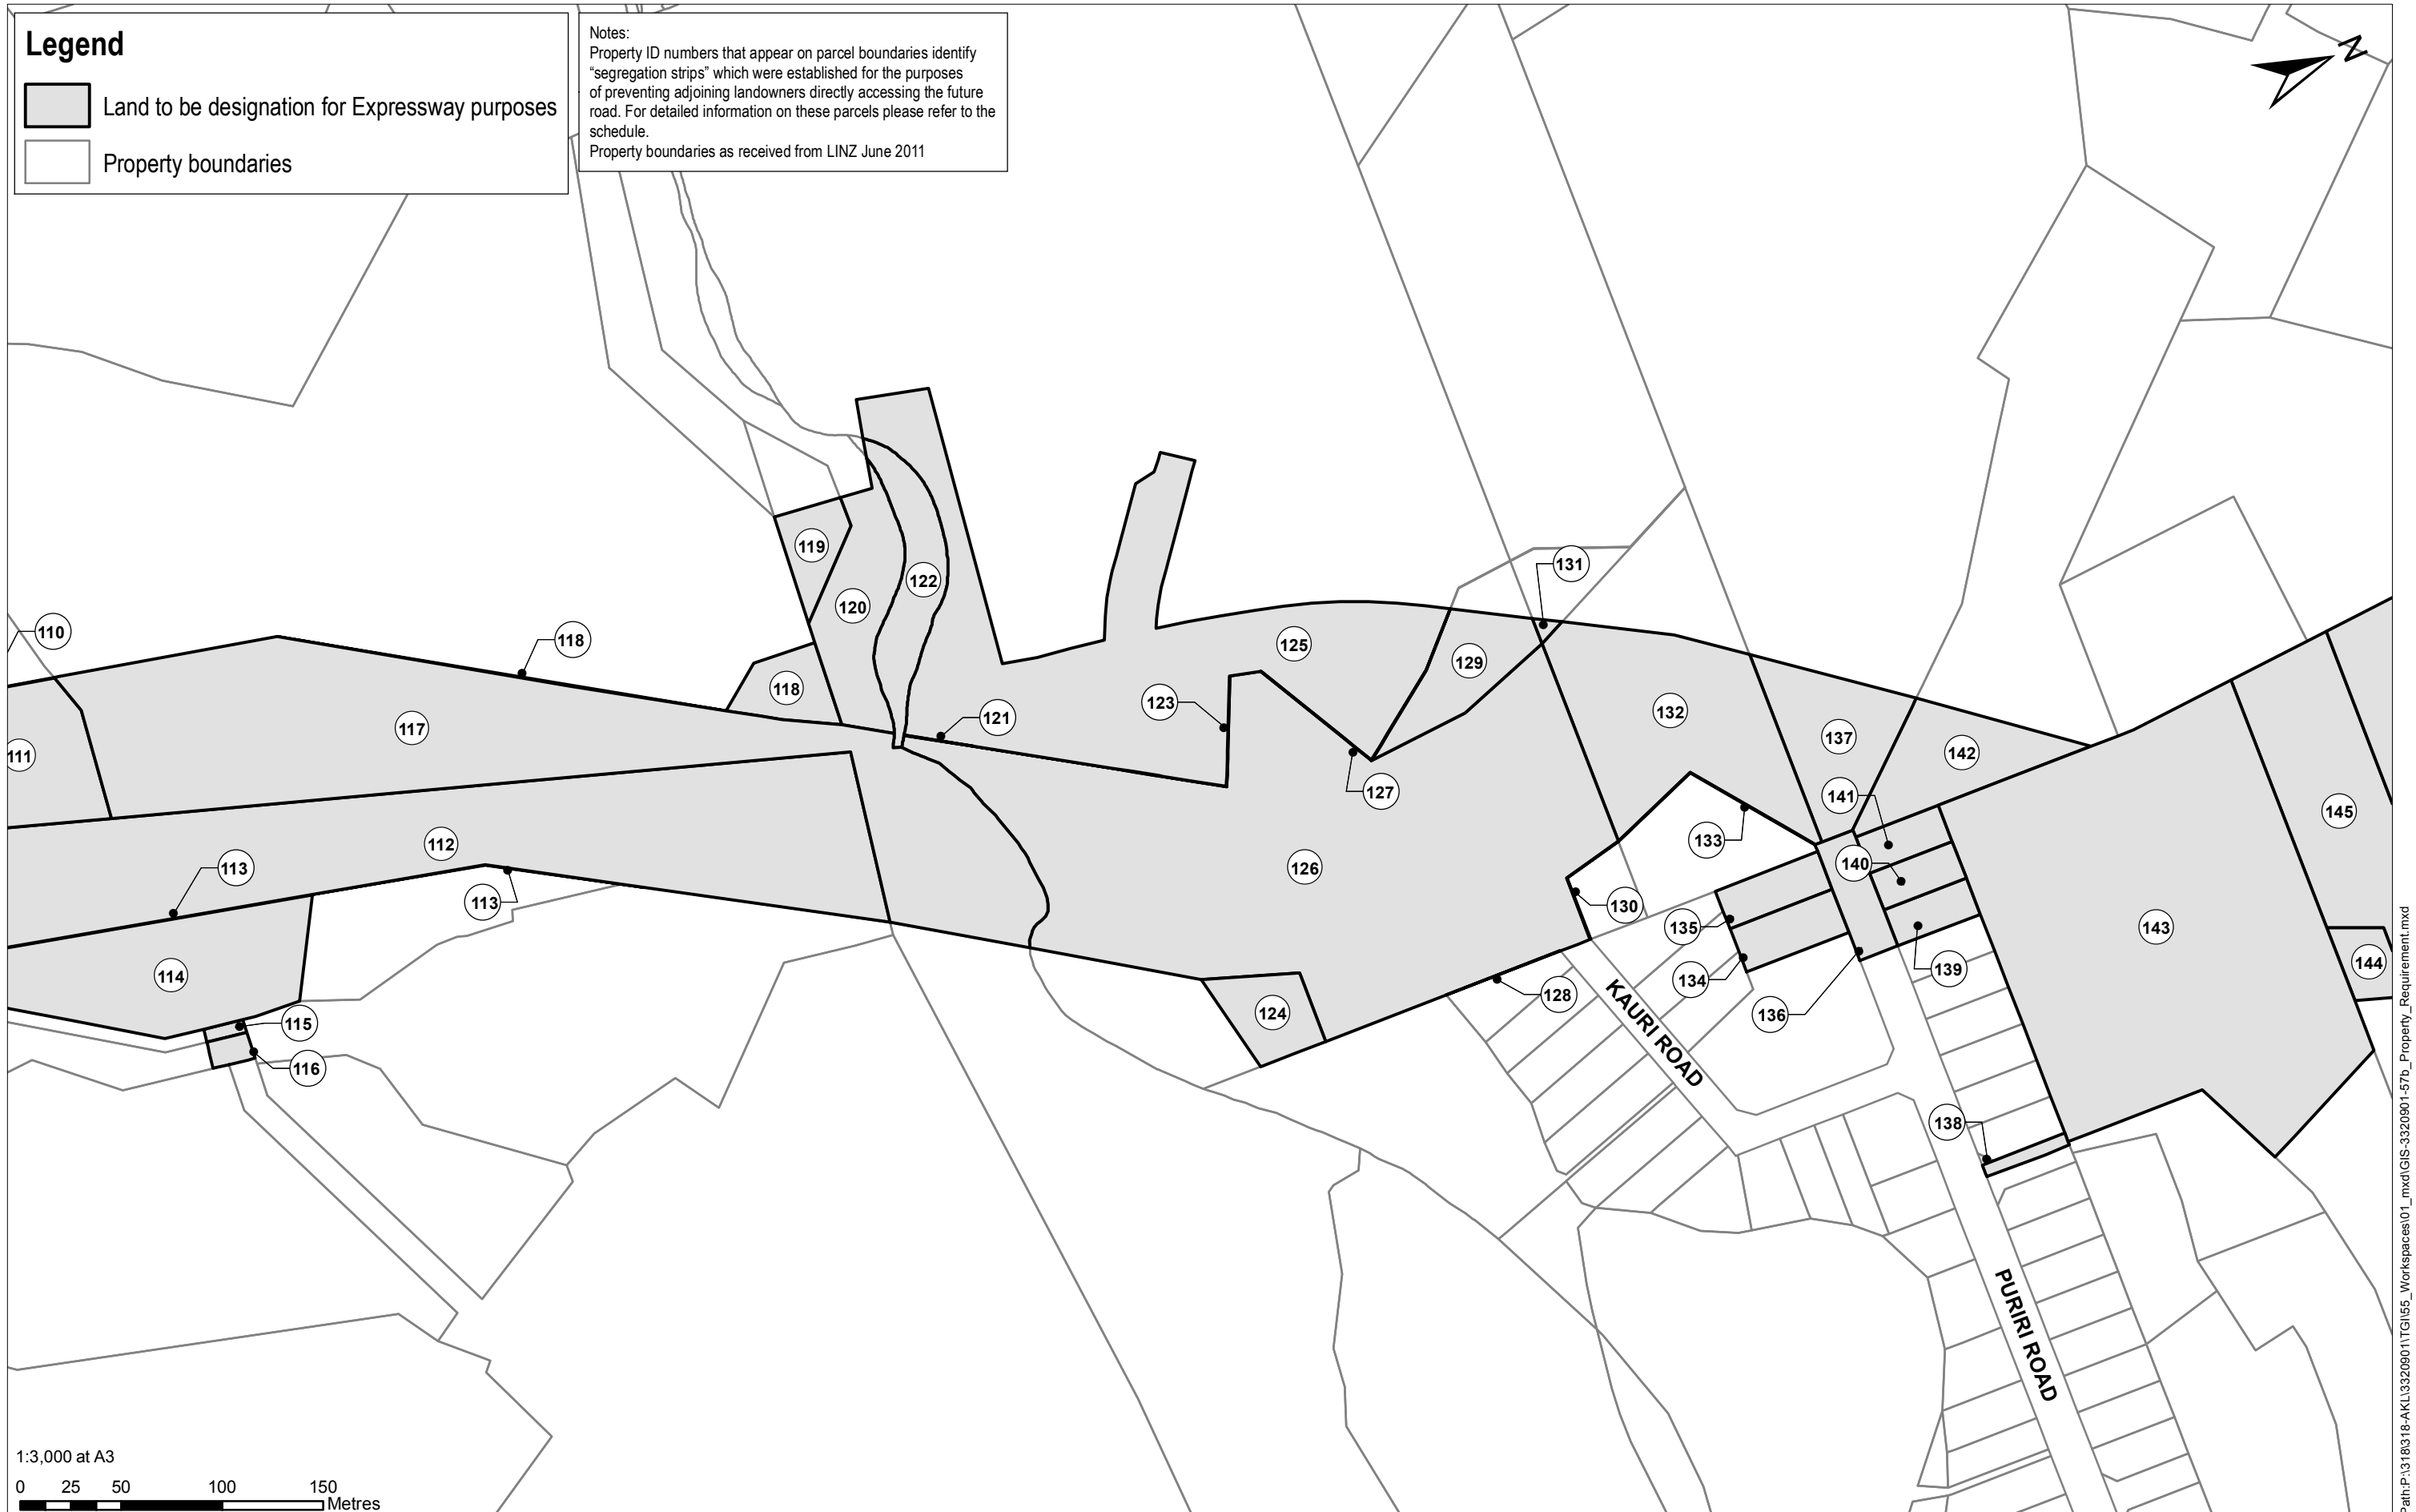 Legend
Land to be designation for Expressway purposes
Property boundaries
Notes:
Property ID numbers that appear on parcel boundaries identify
“segregation strips” which were established for the purposes
of preventing adjoining landowners directly accessing the future
road. For detailed information on these parcels please refer to the
schedule.
Property boundaries as received from LINZ June 2011
N
131
119
122
120
110
118
125
129
118
123
132
121
117
137
142
111
127
141
145
133
112
140
126
113
113
130
135
143
144
139
114
134
128
124
136
115
116
138
KAURI ROAD
PURIRI ROAD
1:3,000 at A3
0 25 50 100 150
Metres
Path:P:\318\318-AKL\3320901\TGI\55_Workspaces\01_mxd\GIS-3320901-57b_Property_Requirement.mxd